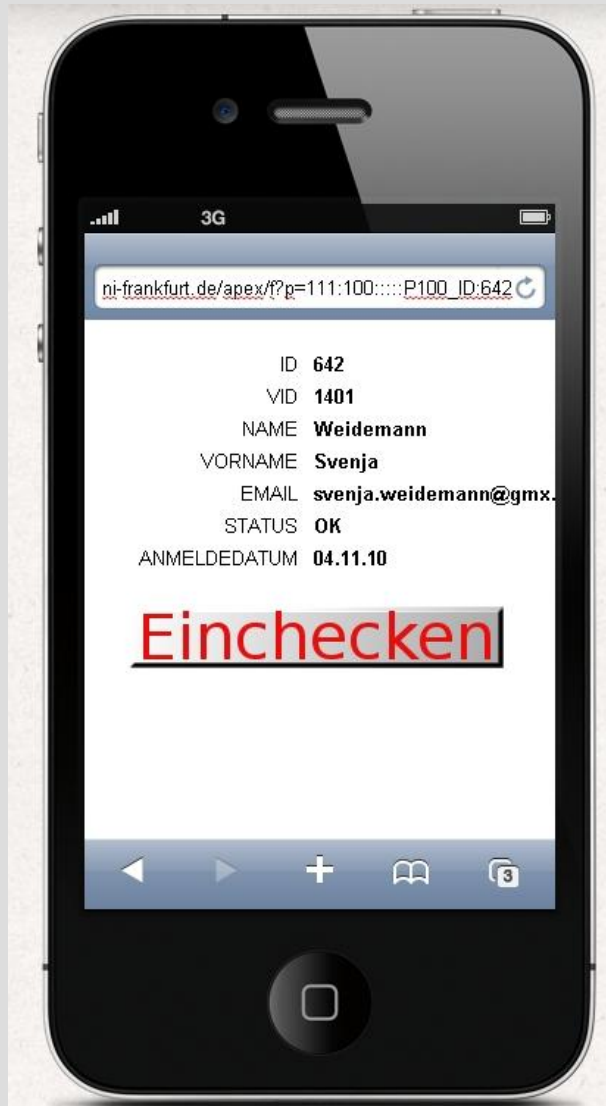 3G
ni-frankfurt.de/apex/f?p=111:100:::::P100_ID:642
ID 642
VID 1401
NAME Weidemann
VORNAME Svenja
EMAIL svenja.weidemann@gmx.
STATUS OK
ANMELDEDATUM 04.11.10
Einchecken
3